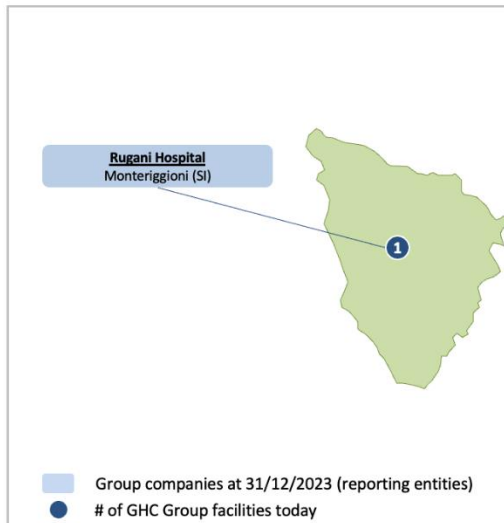 Rugani Hospital
Monteriggioni (SI)
1
Group companies at 31/12/2023 (reporting entities)
# of GHC Group facilities today